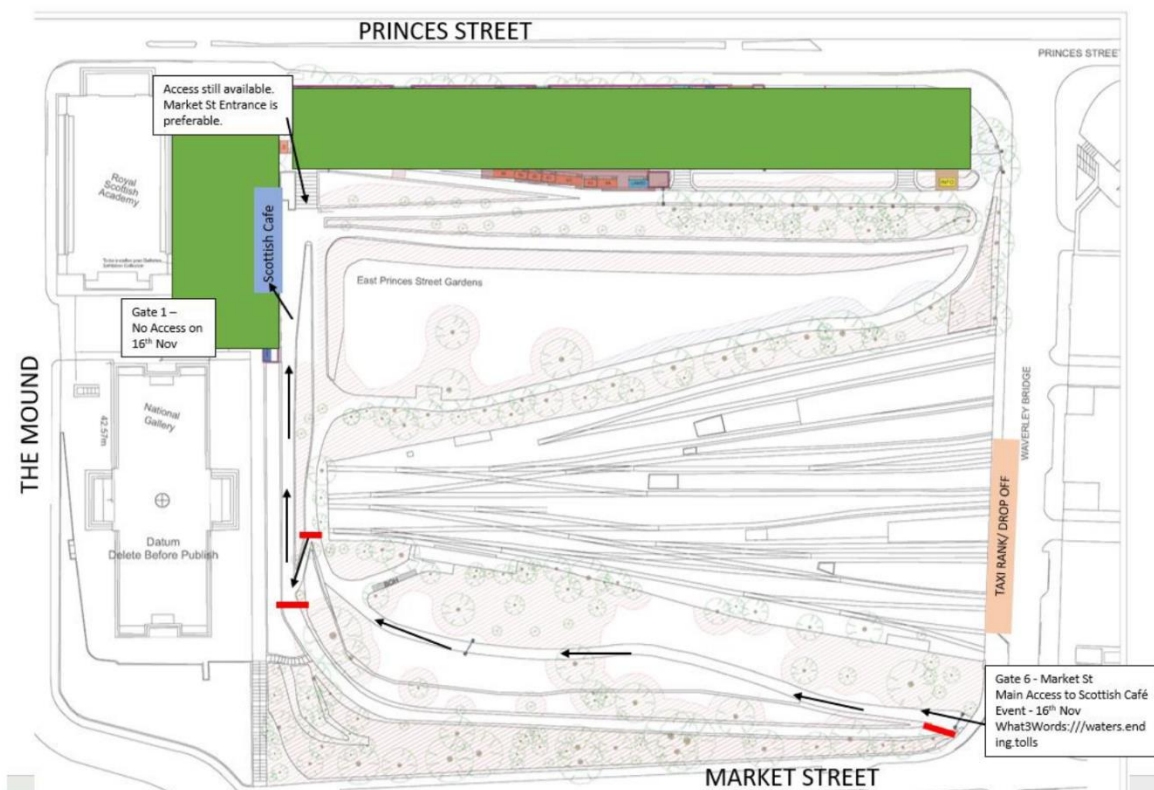 PRINCES STREET
PRINCES STREET
Access still available.
Market St Entrance is
preferable.
Royal
Scottish
Academy
Scottish Cafe
East Princes Street Gardens
Gate 1 –
No Access on
16th Nov
THE MOUND
National
Gallery
42.57m
Datum
Delete Before Publish
WAVERLEY BRIDGE
TAXI RANK/ DROP OFF
BOH
Gate 6 - Market St
Main Access to Scottish Café
Event - 16th Nov
What3Words:///waters.end
ing.tolls
MARKET STREET